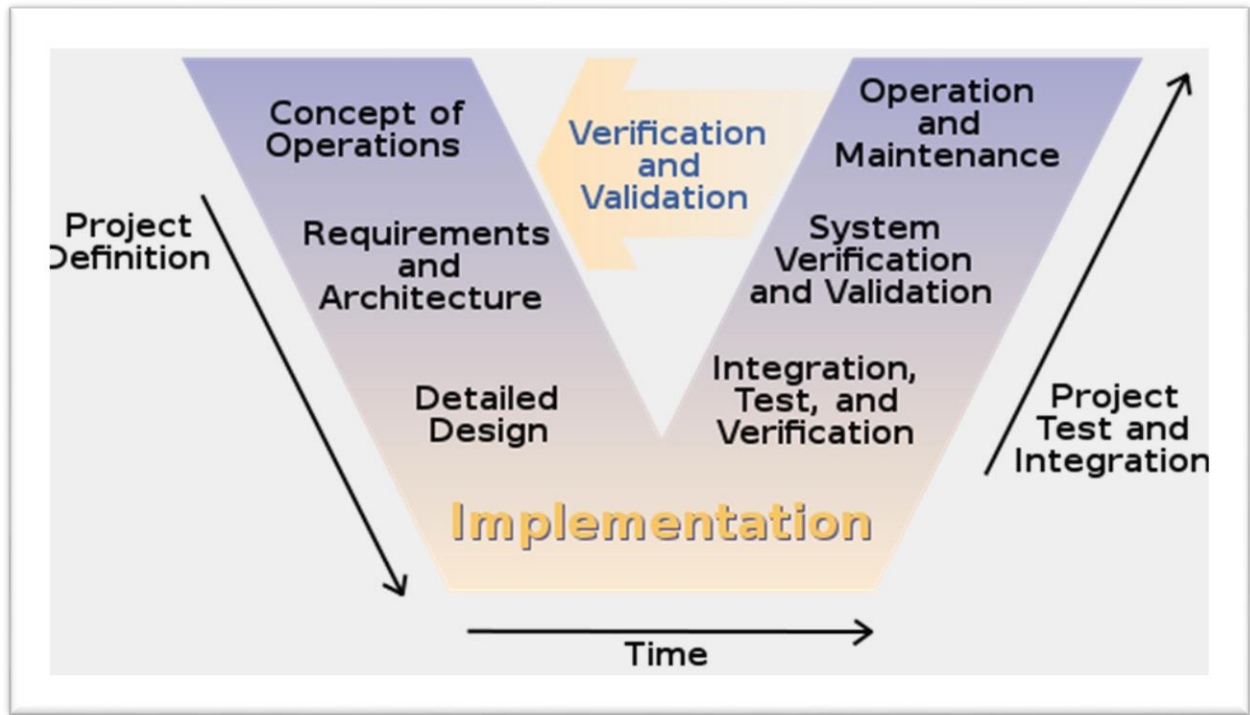 Concept of
Operations
Verification
and
Validation
Operation
and
Maintenance
Project
Definition
Requirements
and
Architecture
System
Verification
and Validation
Detailed
Design
Integration,
Test, and
Verification
Project
Test and
Integration
Implementation
Time